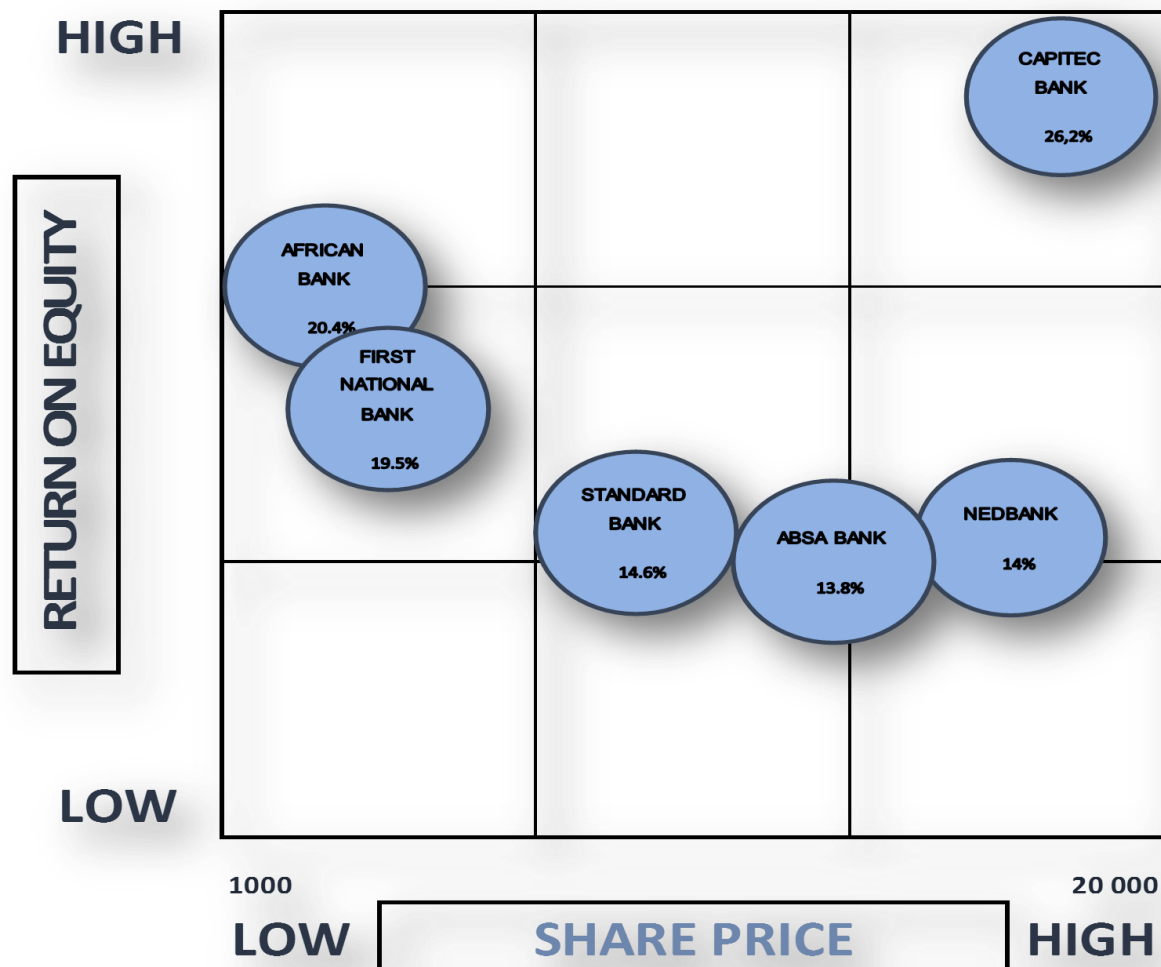 HIGH
CAPITEC
BANK
26,2%
RETURN ON EQUITY
AFRICAN
BANK
20.4%
FIRST
NATIONAL
BANK
19.5%
STANDARD
BANK
14.6%
ABSA BANK
13.8%
NEDBANK
14%
LOW
1000
20 000
LOW
SHARE PRICE
HIGH